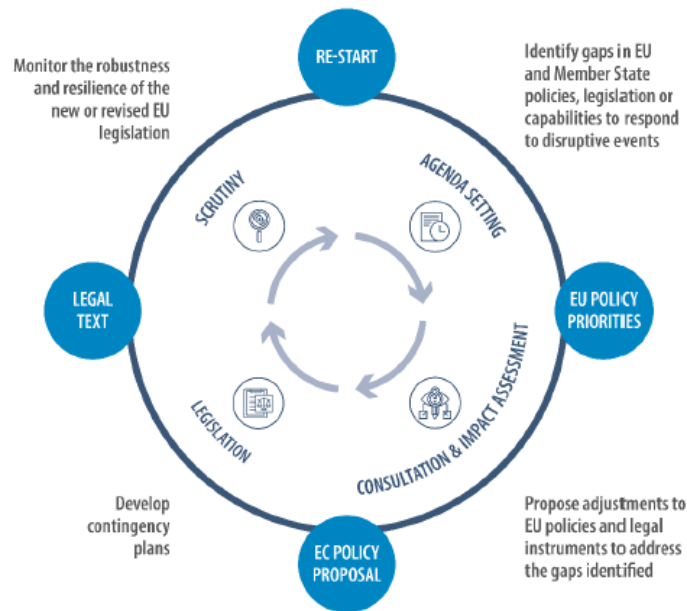 RE-START
Monitor the robustness
and resilience of the
new or revised EU
legislation
Identify gaps in EU
and Member State
policies, legislation or
capabilities to respond
to disruptive events
SCRUTINY
AGENDA SETTING
LEGAL
TEXT
EU POLICY
PRIORITIES
LEGISLATION
CONSULTATION & IMPACT ASSESSMENT
Develop
contingency
plans
EC POLICY
PROPOSAL
Propose adjustments to
EU policies and legal
instruments to address
the gaps identified